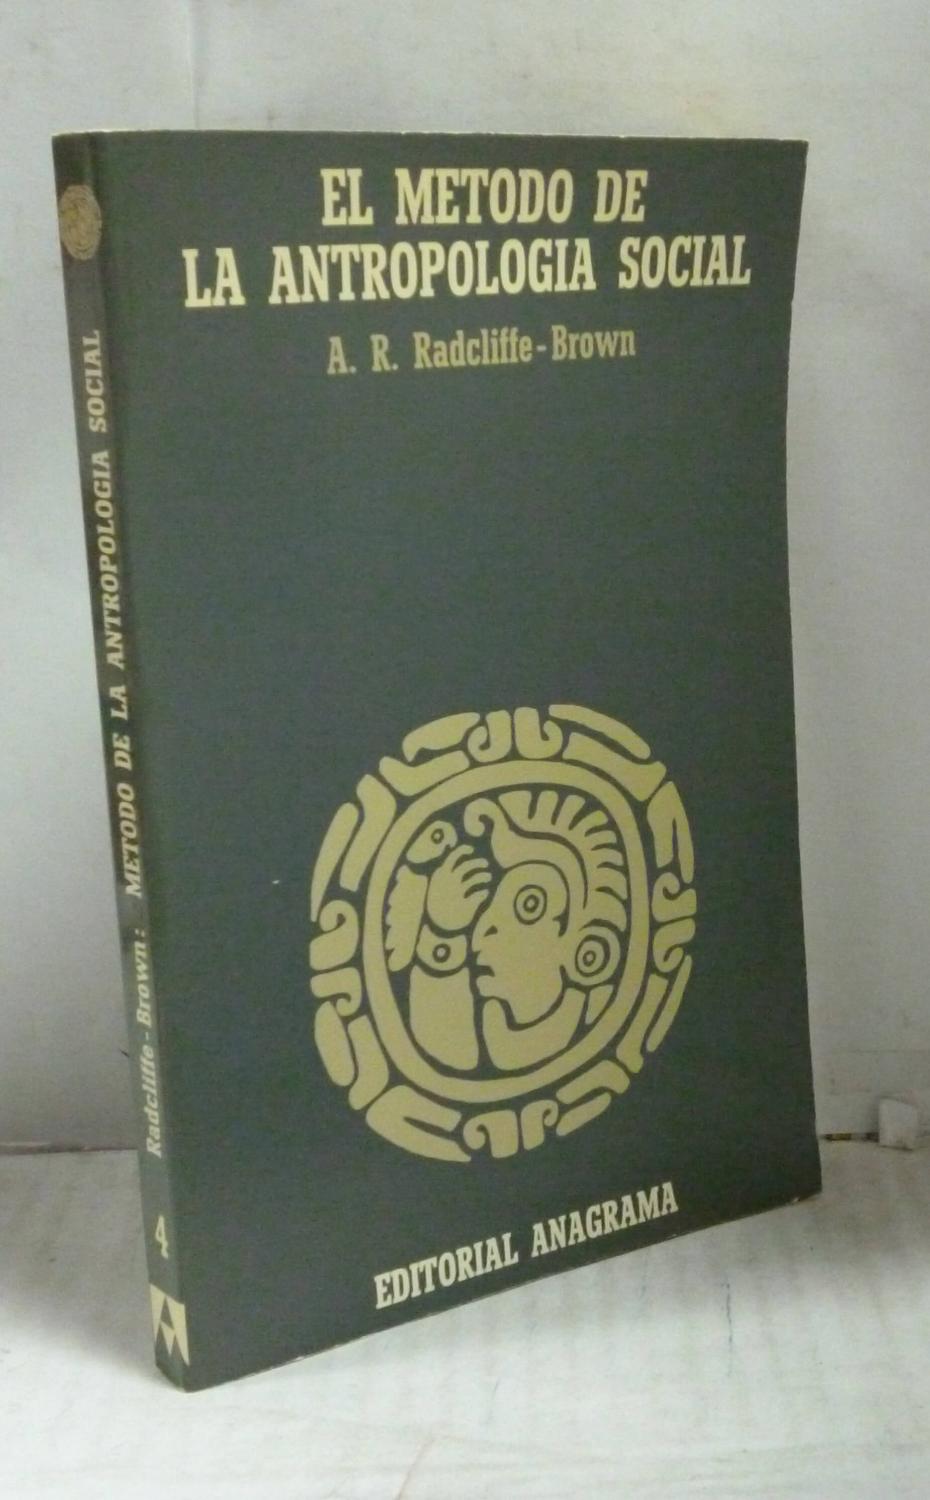 EL METODO DE
LA ANTROPOLOGIA SOCIAL
A. R. Radcliffe-Brown
EDITORIAL ANAGRAMA
Radcliffe-Brown: METODO DE LA ANTROPOLOGIA SOCIAL
4